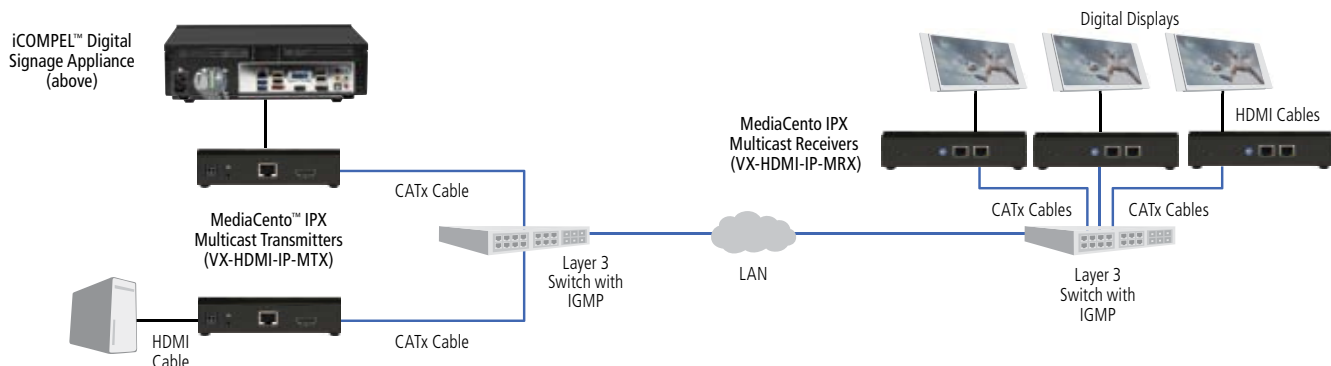 iCOMPEL™ Digital
Signage Appliance
(above)
CATx Cable
MediaCento™ IPX
Multicast Transmitters
(VX-HDMI-IP-MTX)
HDMI
Cable
CATx Cable
Layer 3
Switch with
IGMP
LAN
Digital Displays
HDMI Cables
MediaCento IPX
Multicast Receivers
(VX-HDMI-IP-MRX)
CATx Cables
CATx Cables
Layer 3
Switch with
IGMP